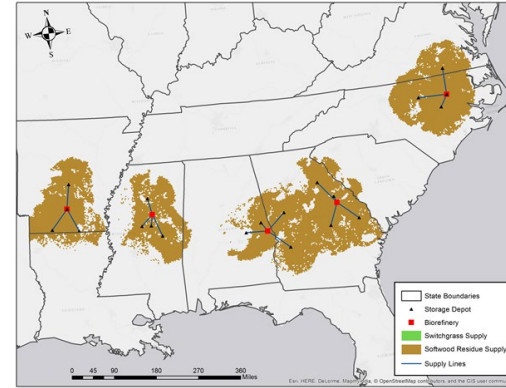 N
W E
S
State Boundaries
Storage Depot
Biorefinery
Switchgrass Supply
Softwood Residue Supply
Supply Lines
0 45 90 180 270 360
Miles
Esri, HERE, DeLorme, MapmyIndia, © OpenStreetMap contributors, and the GIS user commu